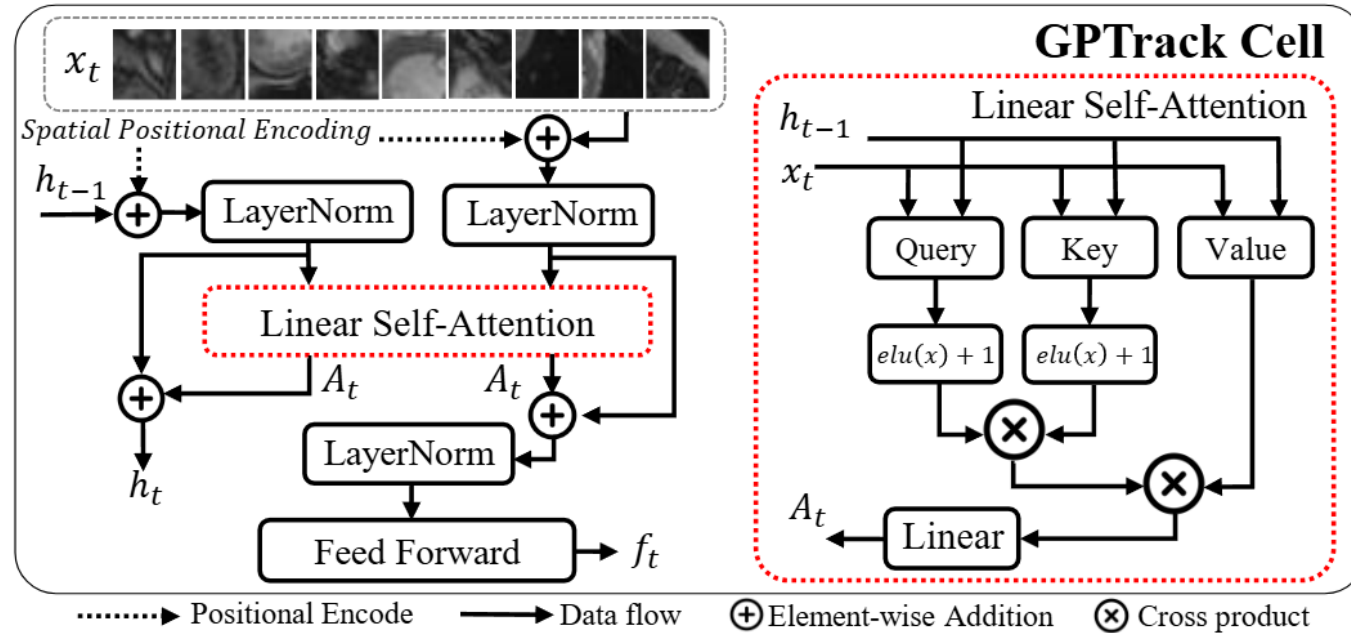 GPTrack Cell
x_t
Spatial Positional Encoding
h_{t-1}
LayerNorm
LayerNorm
Linear Self-Attention
A_t
A_t
LayerNorm
h_t
Feed Forward
f_t
Linear Self-Attention
h_{t-1}
x_t
Query
Key
Value
elu(x) + 1
elu(x) + 1
A_t
Linear
Positional Encode
Data flow
Element-wise Addition
Cross product